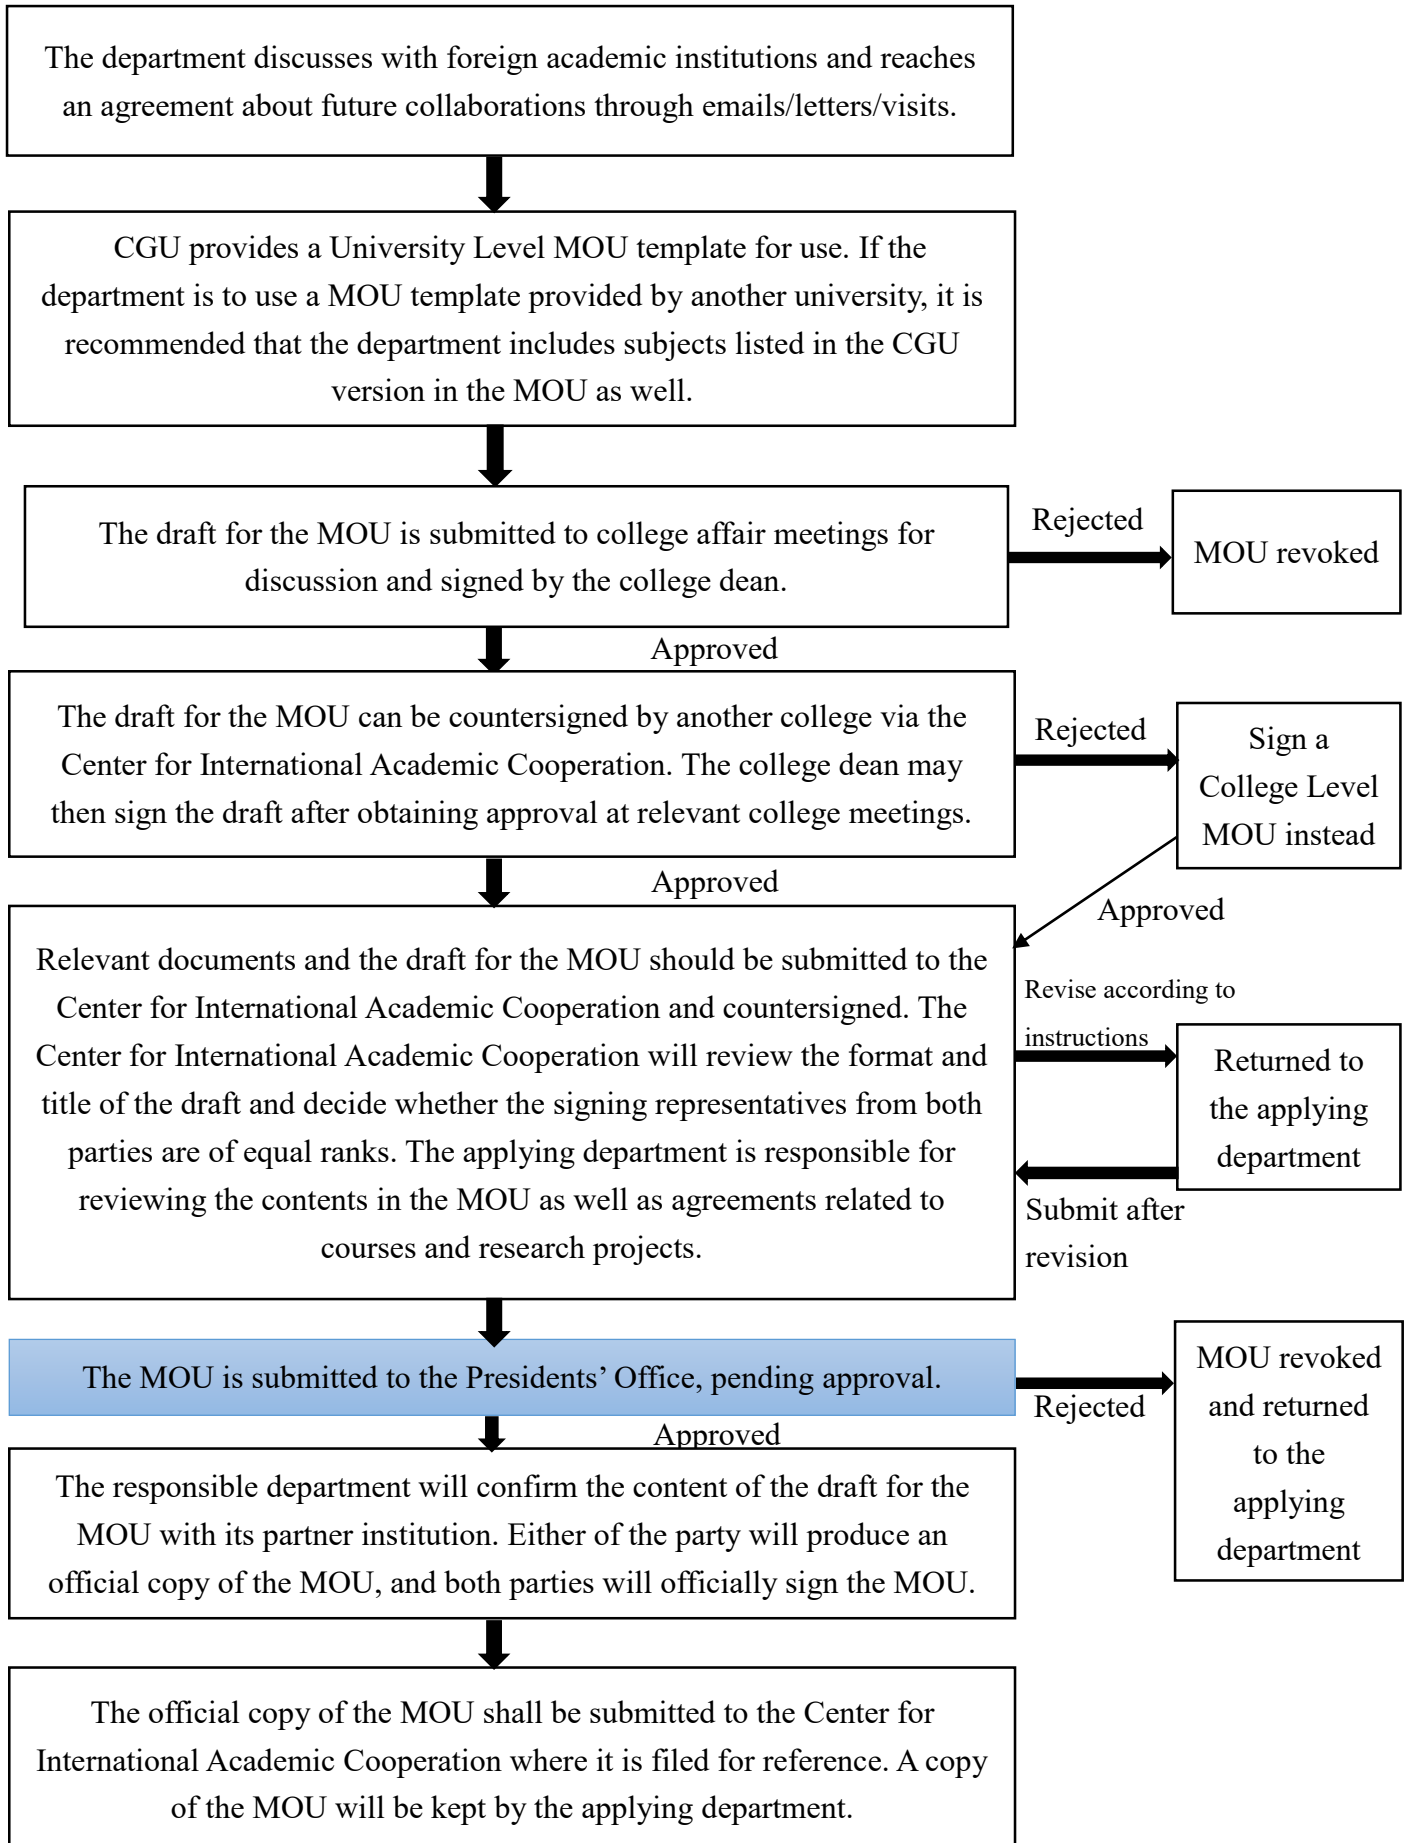 The department discusses with foreign academic institutions and reaches
an agreement about future collaborations through emails/letters/visits.
CGU provides a University Level MOU template for use. If the
department is to use a MOU template provided by another university, it is
recommended that the department includes subjects listed in the CGU
version in the MOU as well.
The draft for the MOU is submitted to college affair meetings for
discussion and signed by the college dean.
Rejected
MOU revoked
Approved
The draft for the MOU can be countersigned by another college via the
Center for International Academic Cooperation. The college dean may
then sign the draft after obtaining approval at relevant college meetings.
Rejected
Sign a
College Level
MOU instead
Approved
Approved
Relevant documents and the draft for the MOU should be submitted to the
Center for International Academic Cooperation and countersigned. The
Center for International Academic Cooperation will review the format and
title of the draft and decide whether the signing representatives from both
parties are of equal ranks. The applying department is responsible for
reviewing the contents in the MOU as well as agreements related to
courses and research projects.
Revise according to
instructions
Returned to
the applying
department
Submit after
revision
The MOU is submitted to the Presidents’ Office, pending approval.
Rejected
MOU revoked
and returned
to the
applying
department
Approved
The responsible department will confirm the content of the draft for the
MOU with its partner institution. Either of the party will produce an
official copy of the MOU, and both parties will officially sign the MOU.
The official copy of the MOU shall be submitted to the Center for
International Academic Cooperation where it is filed for reference. A copy
of the MOU will be kept by the applying department.